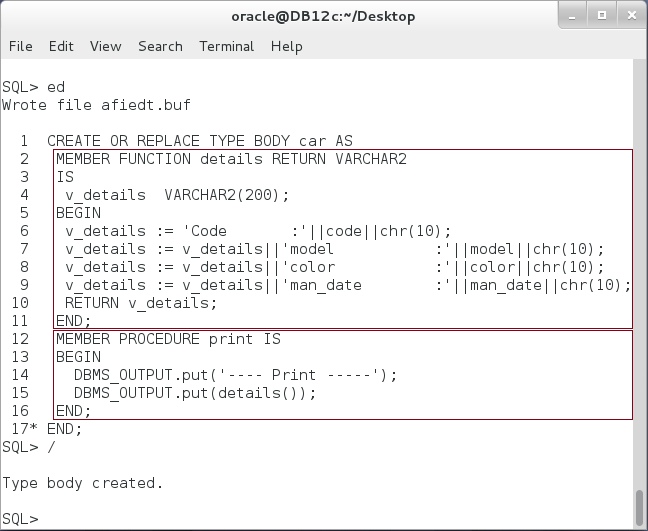 oracle@DB12c:~/Desktop
File Edit View Search Terminal Help
SQL> ed
Wrote file afiedt.buf
1 CREATE OR REPLACE TYPE BODY car AS
2 MEMBER FUNCTION details RETURN VARCHAR2
3 IS
4 v_details VARCHAR2(200);
5 BEGIN
6 v_details := 'Code :'||code||chr(10);
7 v_details := v_details||'model :'||model||chr(10);
8 v_details := v_details||'color :'||color||chr(10);
9 v_details := v_details||'man_date :'||man_date||chr(10);
10 RETURN v_details;
11 END;
12 MEMBER PROCEDURE print IS
13 BEGIN
14 DBMS_OUTPUT.put('---- Print -----');
15 DBMS_OUTPUT.put(details());
16 END;
17* END;
SQL> /
Type body created.
SQL>